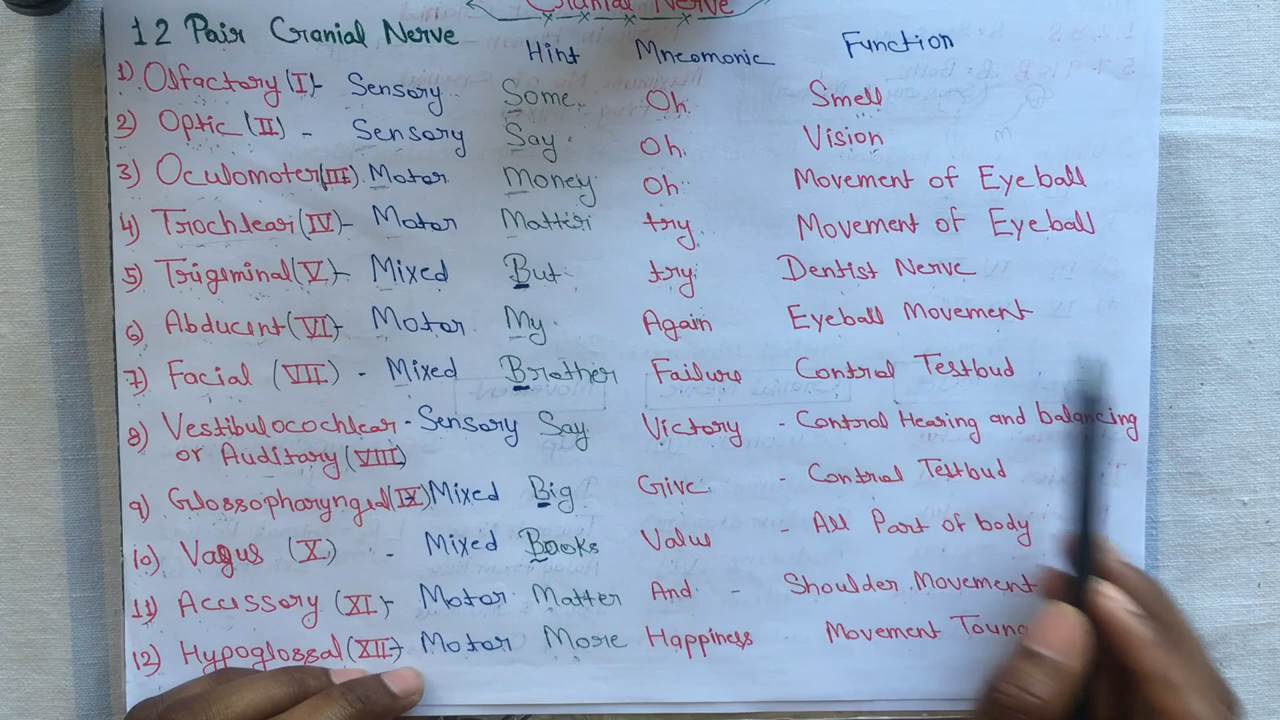 Cranial Nerve
12 Pair Cranial Nerve Hint Mnemonic Function
1) Olfactory (I)- Sensory Some Oh Smell
2) Optic (II) - Sensory Say Oh Vision
3) Oculomoter (III) Motor Money Oh Movement of Eyeball
4) Trochlear (IV)- Motor Matter try Movement of Eyeball
5) Trigeminal (V)- Mixed But try Dentist Nerve
6) Abducent (VI)- Motor My Again Eyeball Movement
7) Facial (VII) - Mixed Brother Failure Control Testbud
8) Vestibulocochlear - Sensory Say Victory - Control Hearing and balancing
or Auditory (VIII)
9) Glossopharyngeal (IX) Mixed Big Give - Control Testbud
10) Vagus (X) - Mixed Books Value - All Part of body
11) Accessory (XI)- Motor Matter And - Shoulder Movement
12) Hypoglossal (XII)- Motor More Happiness Movement